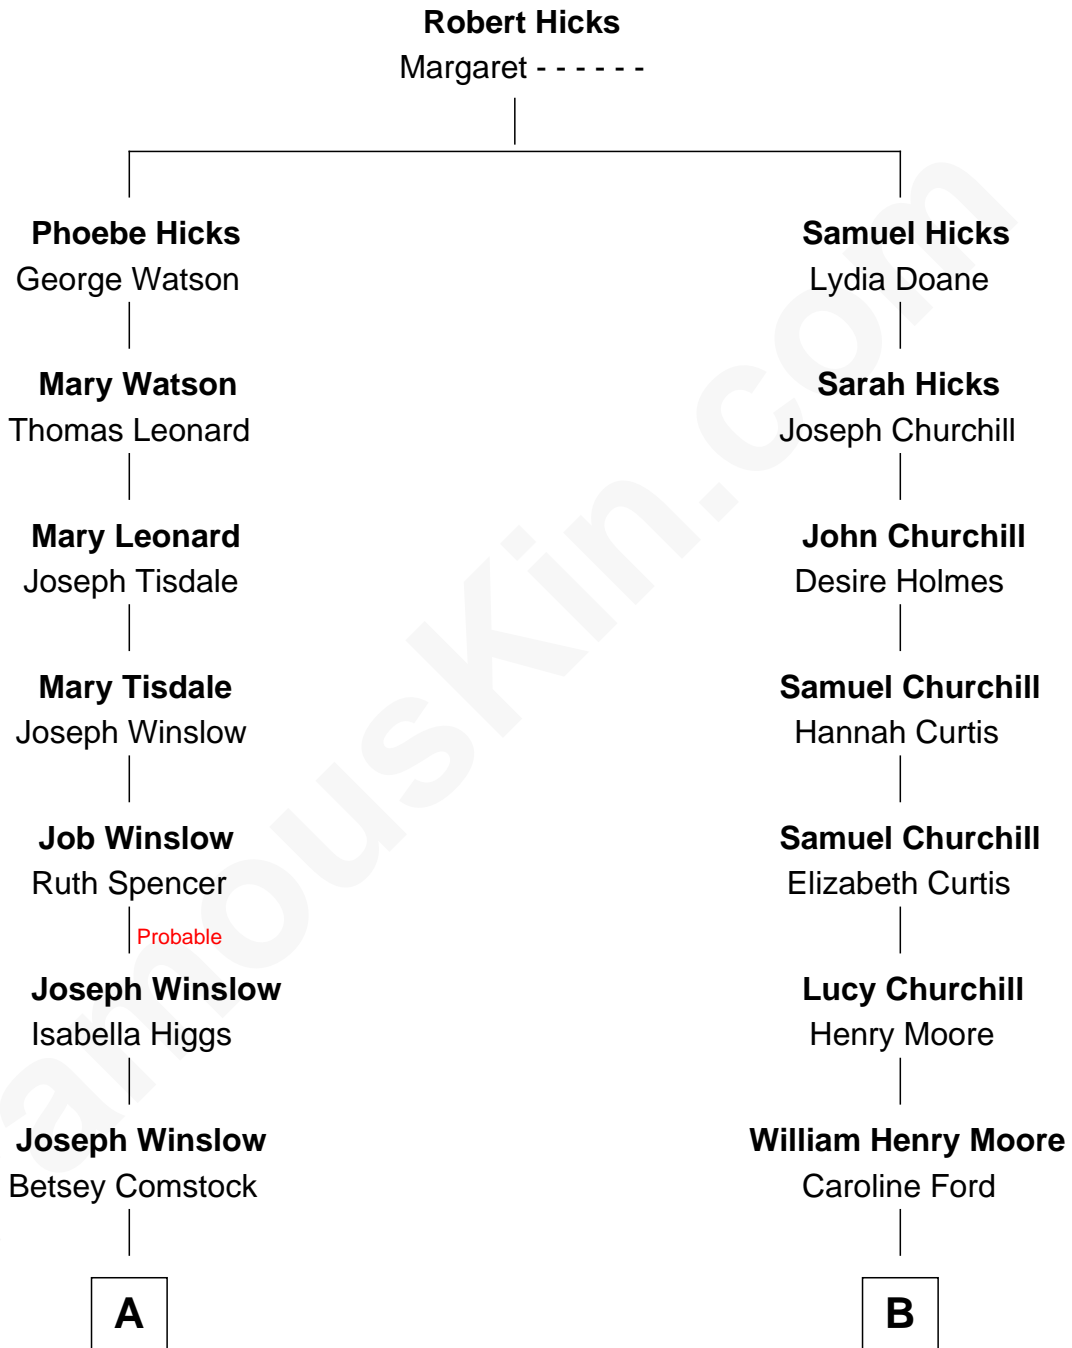 Robert Hicks
Margaret - - - - - -
Phoebe Hicks
George Watson
Samuel Hicks
Lydia Doane
Mary Watson
Thomas Leonard
Sarah Hicks
Joseph Churchill
Mary Leonard
Joseph Tisdale
John Churchill
Desire Holmes
Mary Tisdale
Joseph Winslow
Samuel Churchill
Hannah Curtis
Job Winslow
Ruth Spencer
Samuel Churchill
Elizabeth Curtis
Probable
Joseph Winslow
Isabella Higgs
Lucy Churchill
Henry Moore
Joseph Winslow
Betsey Comstock
William Henry Moore
Caroline Ford
A
B
amouskin.com